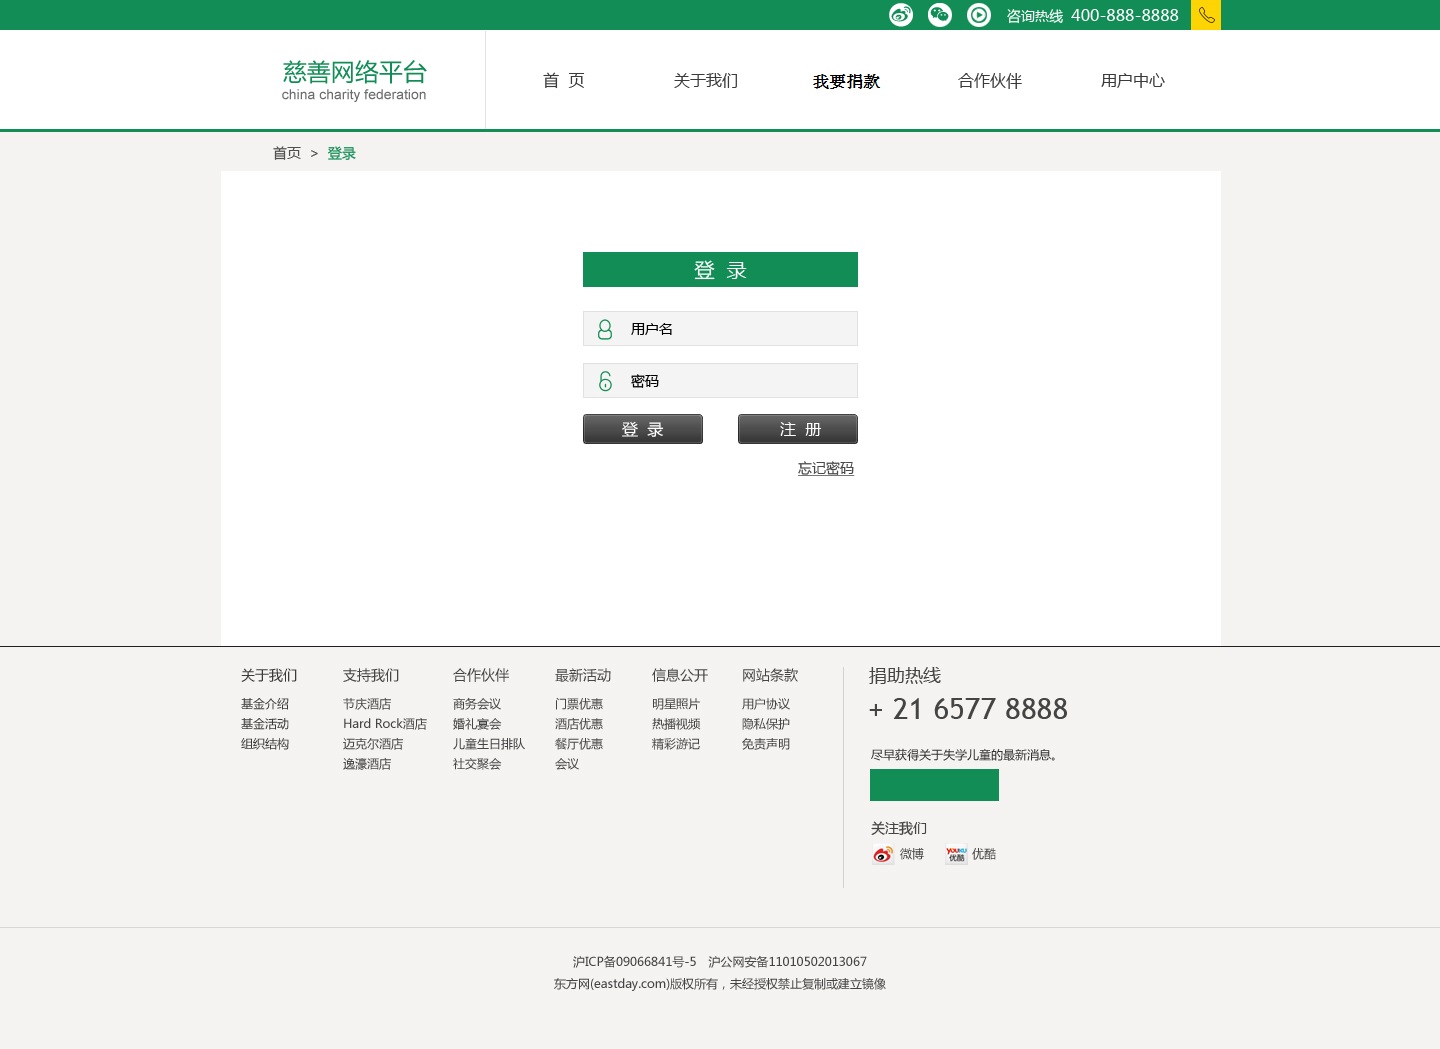 咨询热线 400-888-8888
慈善网络平台
china charity federation
首 页 关于我们 我要捐款 合作伙伴 用户中心
首页 > 登录
登 录
用户名
密码
登 录 注 册
忘记密码
关于我们
基金介绍
基金活动
组织结构
支持我们
节庆酒店
Hard Rock酒店
迈克尔酒店
逸濠酒店
合作伙伴
商务会议
婚礼宴会
儿童生日排队
社交聚会
最新活动
门票优惠
酒店优惠
餐厅优惠
会议
信息公开
明星照片
热播视频
精彩游记
网站条款
用户协议
隐私保护
免责声明
捐助热线
+ 21 6577 8888
尽早获得关于失学儿童的最新消息。
关注我们
微博 YOUKU 优酷 优酷
沪ICP备09066841号-5 沪公网安备11010502013067
东方网(eastday.com)版权所有，未经授权禁止复制或建立镜像